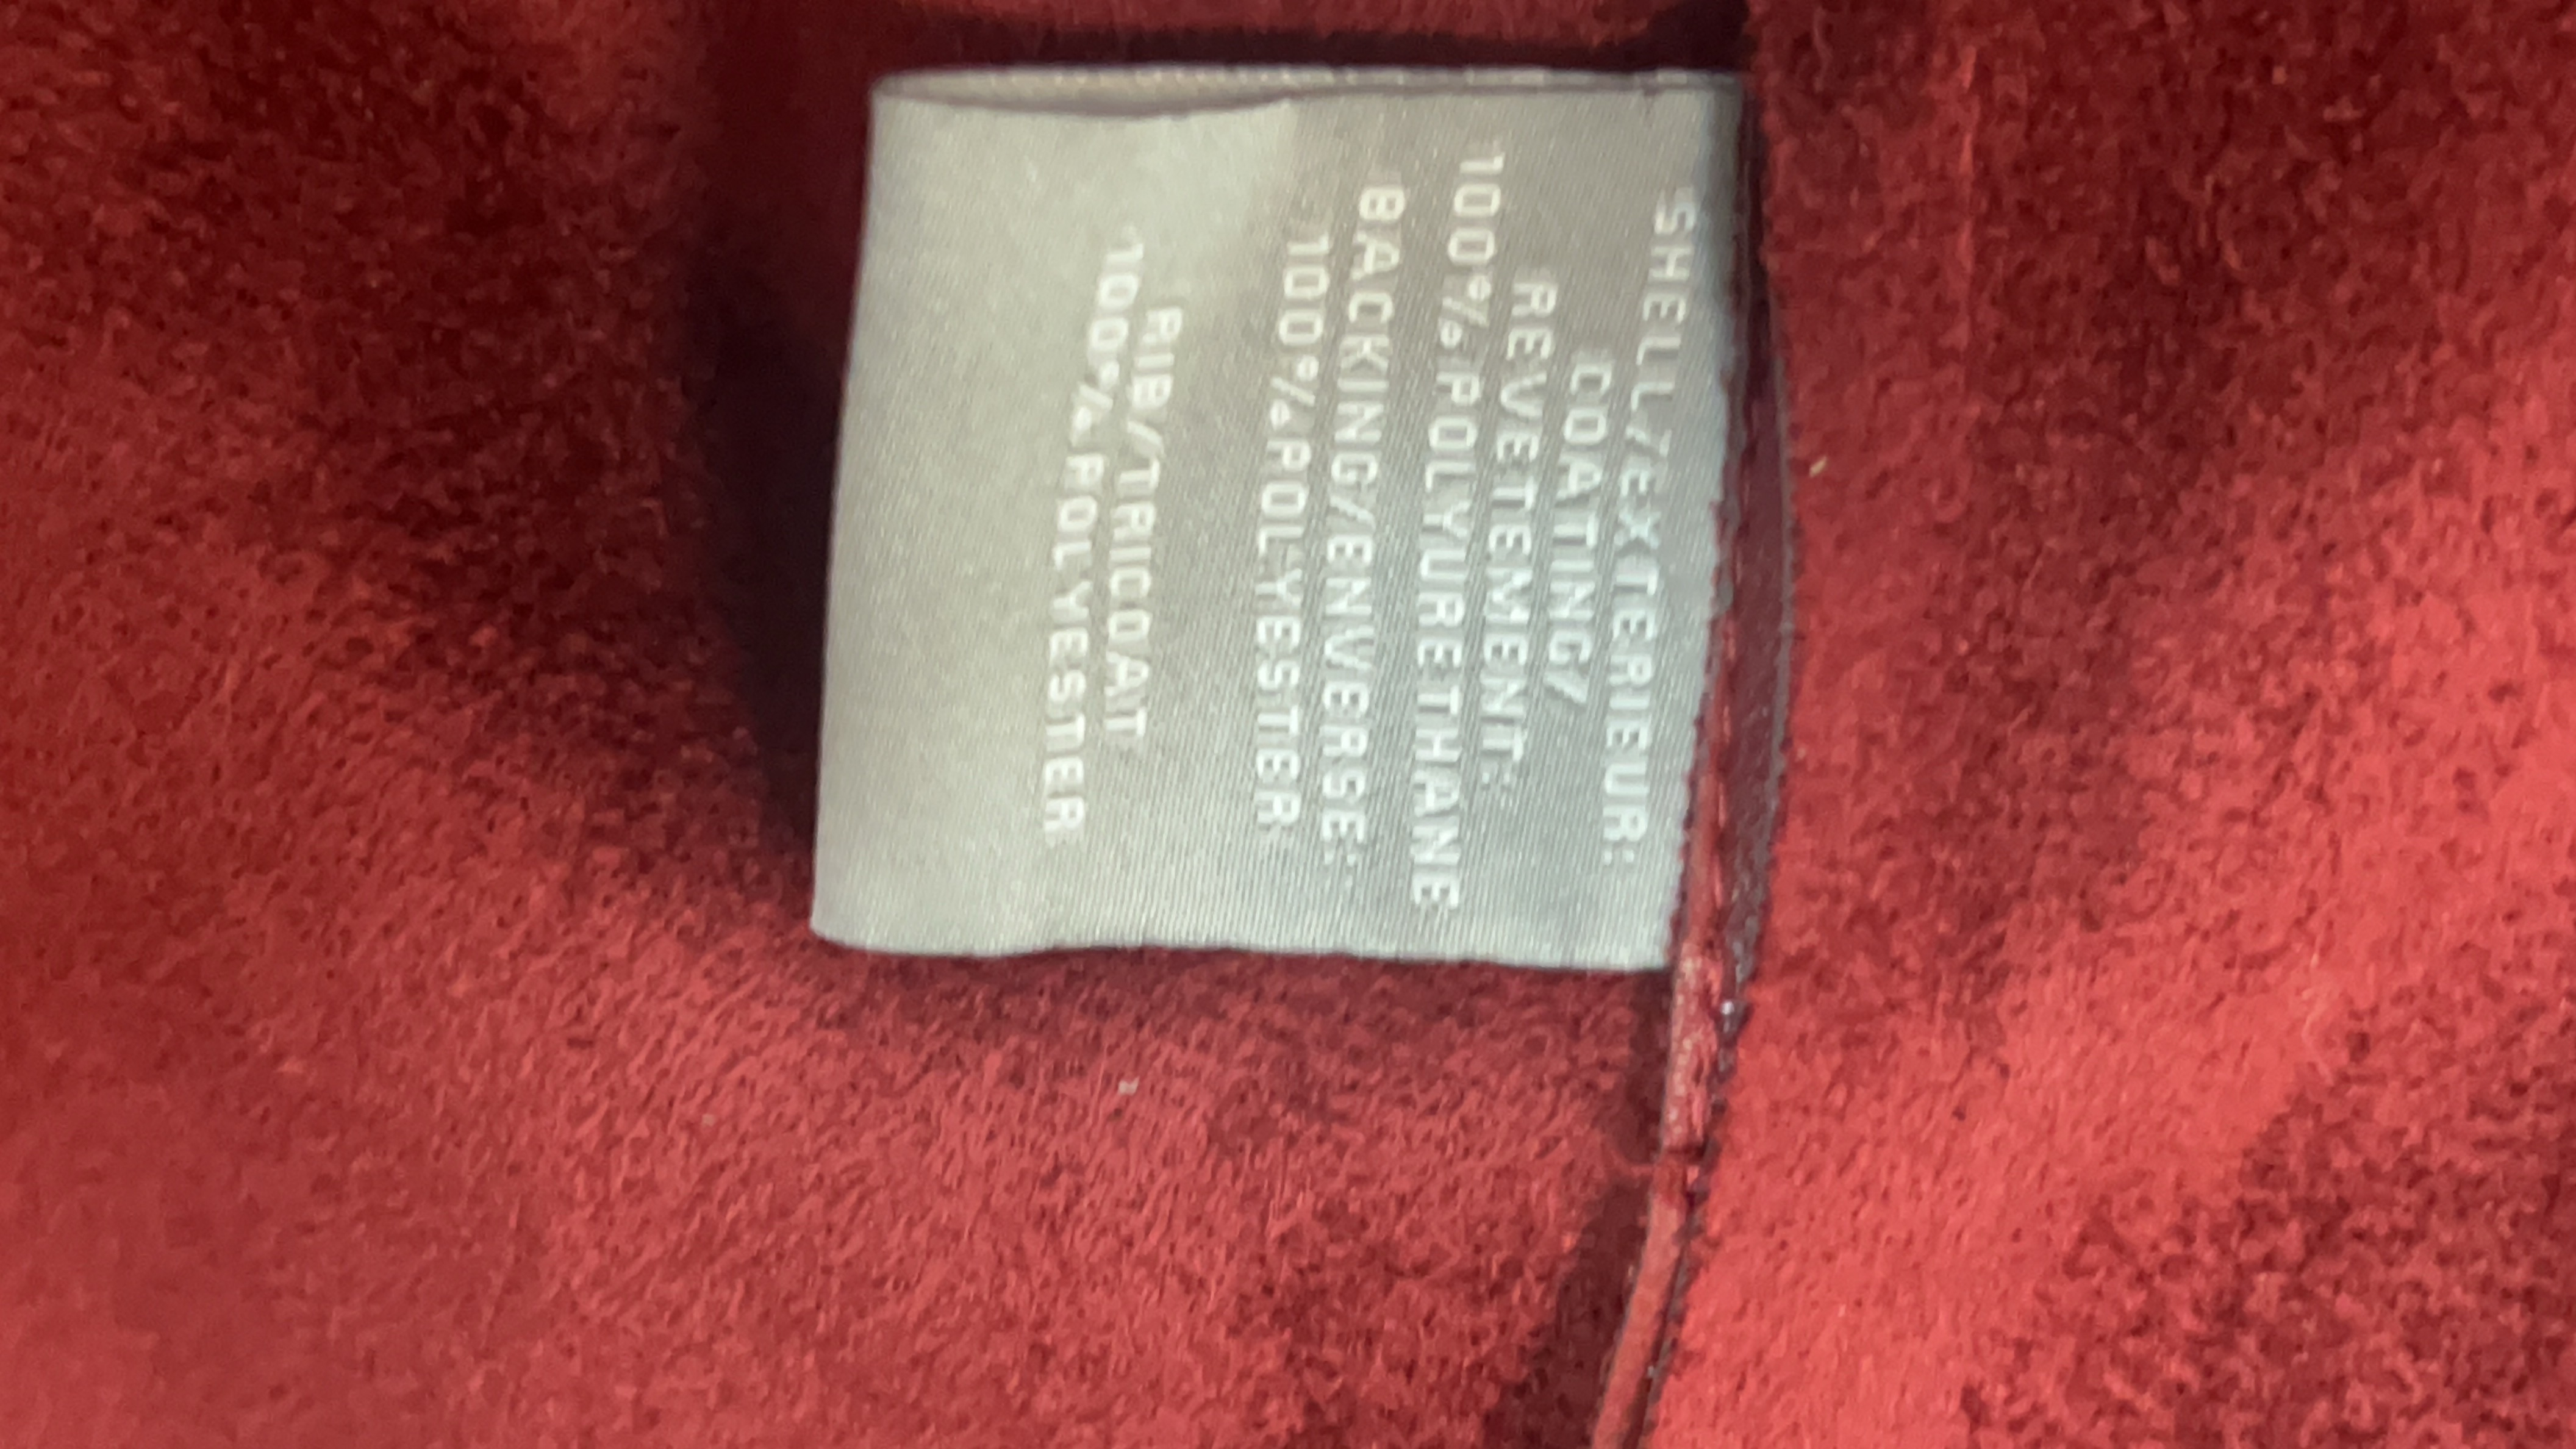 SHELL/EXTERIEUR:
COATING/
REVETEMENT:
100%POLYURETHANE
BACKING/ENVERSE:
100%POLYESTER
RIB/TRICOAT
100%POLYESTER